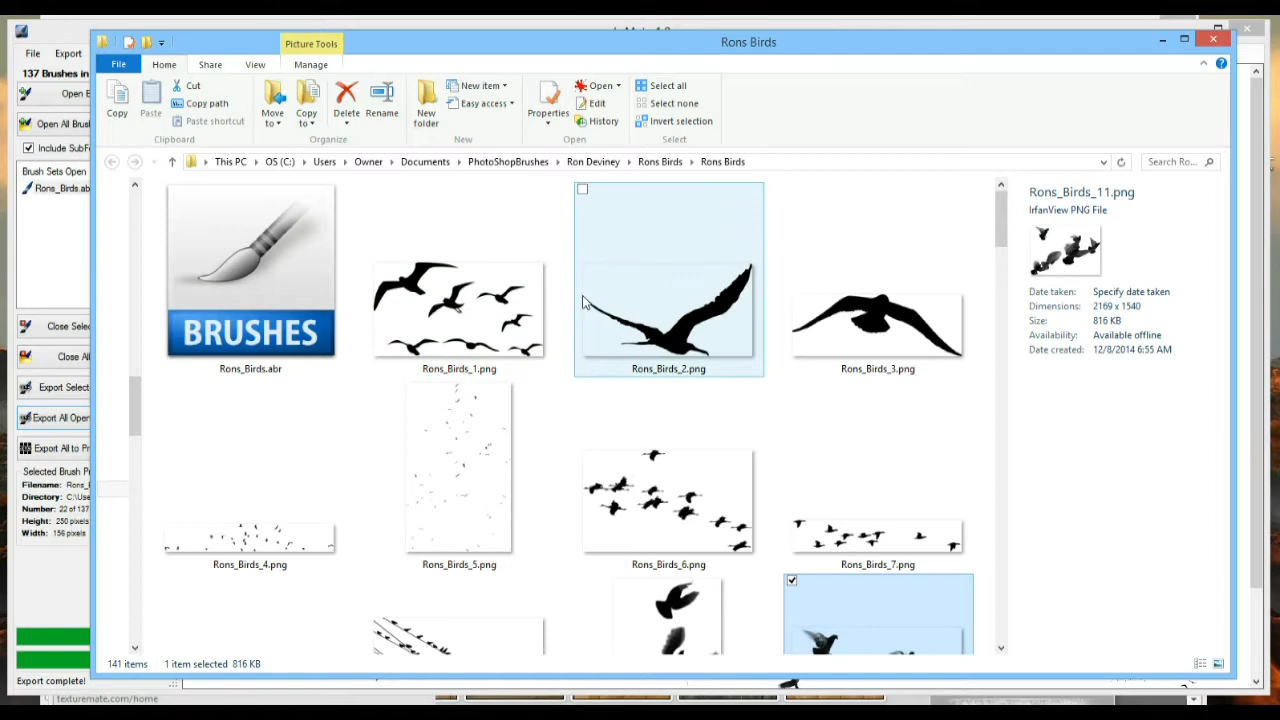 Rons Birds
File Export
Picture Tools
File Home Share View Manage
137 Brushes in
Open All Brus
Include SubF
Brush Sets Open
Rons_Birds.ab
Close Selec
Close Al
Export Select
Export All Open
Export All to Pr
Selected Brush Pr
Filename: Rons_
Directory: C:\Use
Number: 22 of 137
Height: 250 pixels
Width: 156 pixels
Export complete!
Copy
Paste
Cut
Copy path
Paste shortcut
Clipboard
Move to
Copy to
Delete
Rename
Organize
New folder
New item
Easy access
New
Properties
Open
Edit
History
Open
Select all
Select none
Invert selection
Select
This PC OS (C:) Users Owner Documents PhotoShopBrushes Ron Deviney Rons Birds Rons Birds
Search Ro...
BRUSHES
Rons_Birds.abr
Rons_Birds_1.png
Rons_Birds_2.png
Rons_Birds_3.png
Rons_Birds_4.png
Rons_Birds_5.png
Rons_Birds_6.png
Rons_Birds_7.png
Rons_Birds_11.png
IrfanView PNG File
Date taken: Specify date taken
Dimensions: 2169 x 1540
Size: 816 KB
Availability: Available offline
Date created: 12/8/2014 6:55 AM
141 items 1 item selected 816 KB
texturemate.com/home